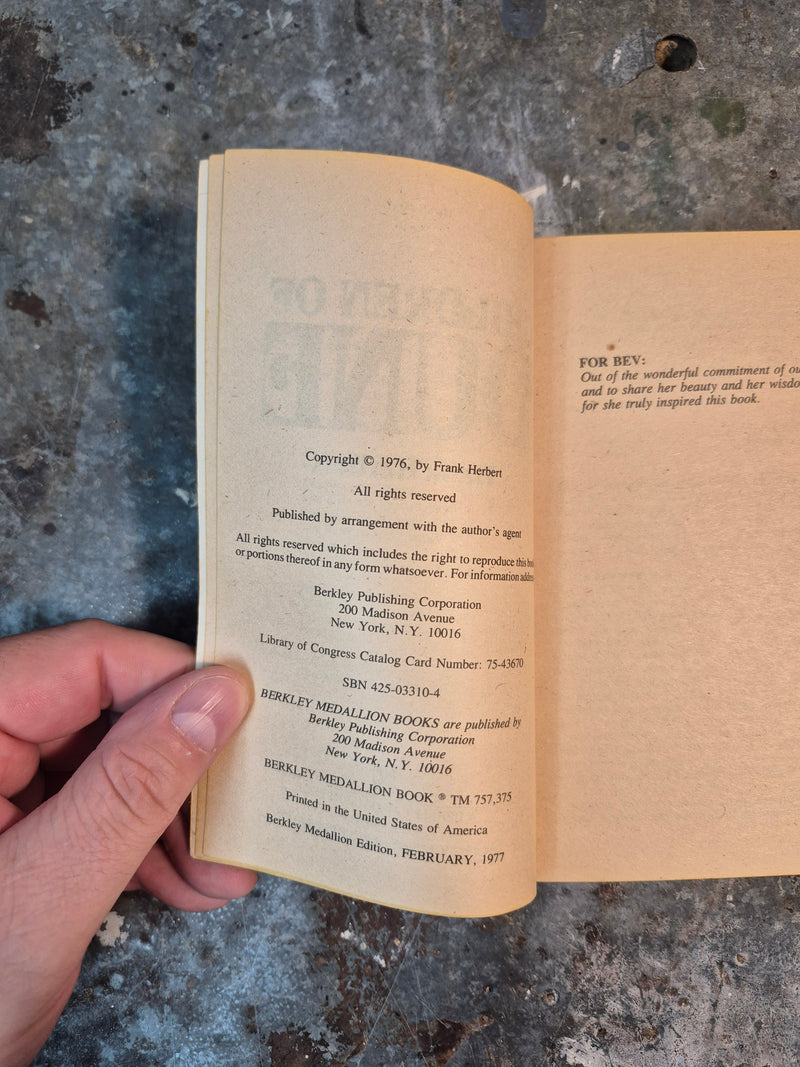 Copyright © 1976, by Frank Herbert
All rights reserved
Published by arrangement with the author's agent
All rights reserved which includes the right to reproduce this
or portions thereof in any form whatsoever. For information
Berkley Publishing Corporation
200 Madison Avenue
New York, N.Y. 10016
Library of Congress Catalog Card Number: 75-43670
SBN 425-03310-4
BERKLEY MEDALLION BOOKS are published by
Berkley Publishing Corporation
200 Madison Avenue
New York, N.Y. 10016
BERKLEY MEDALLION BOOK ® TM 757,375
Printed in the United States of America
Berkley Medallion Edition, FEBRUARY, 1977
FOR BEV:
Out of the wonderful commitment of
and to share her beauty and her
for she truly inspired this book.